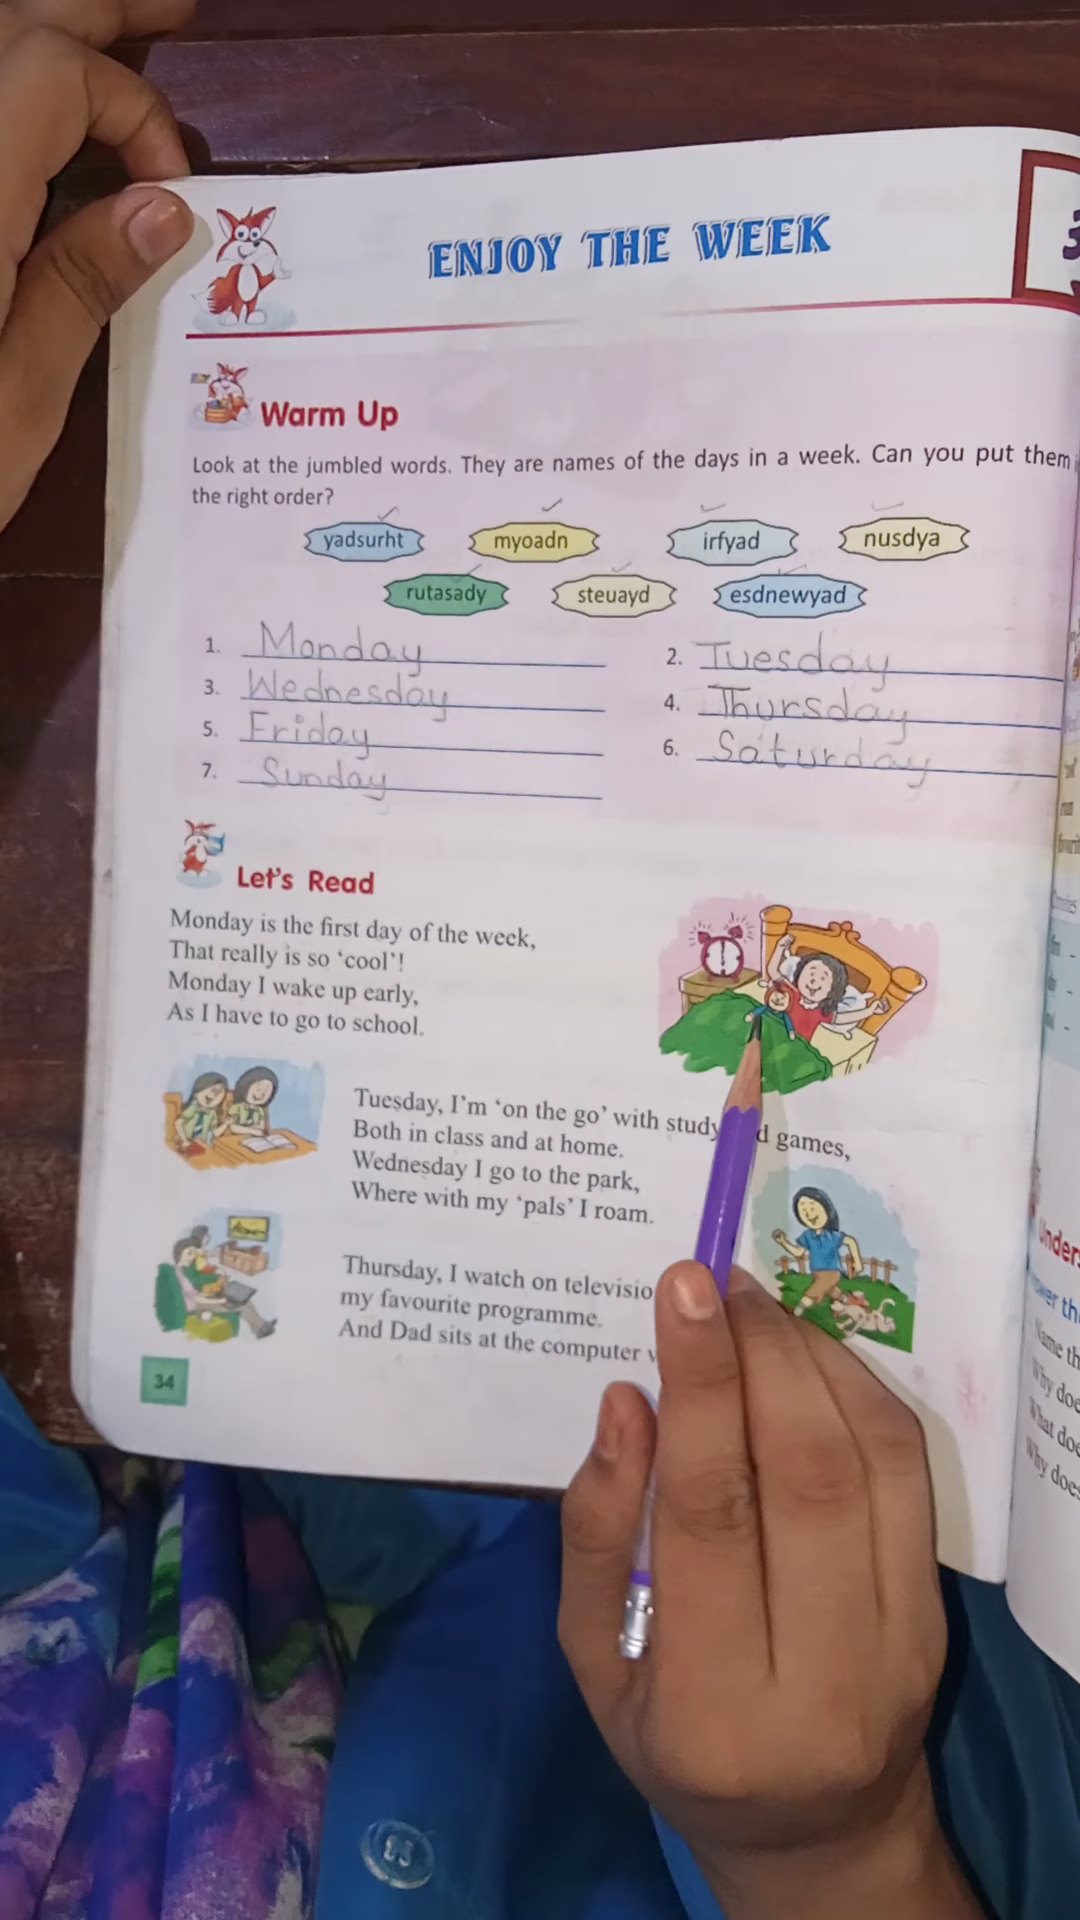 ENJOY THE WEEK
Warm Up
Look at the jumbled words. They are names of the days in a week. Can you put them
the right order?
yadsurht myoadn irfyad nusdya
rutasady steuayd esdnewyad
1. Monday 2. Tuesday
3. Wednesday 4. Thursday
5. Friday 6. Saturday
7. Sunday
Let's Read
Monday is the first day of the week,
That really is so 'cool'!
Monday I wake up early,
As I have to go to school.
Tuesday, I'm 'on the go' with study games,
Both in class and at home.
Wednesday I go to the park,
Where with my 'pals' I roam.
Thursday, I watch on
my favourite programme.
And Dad sits at the computer
34